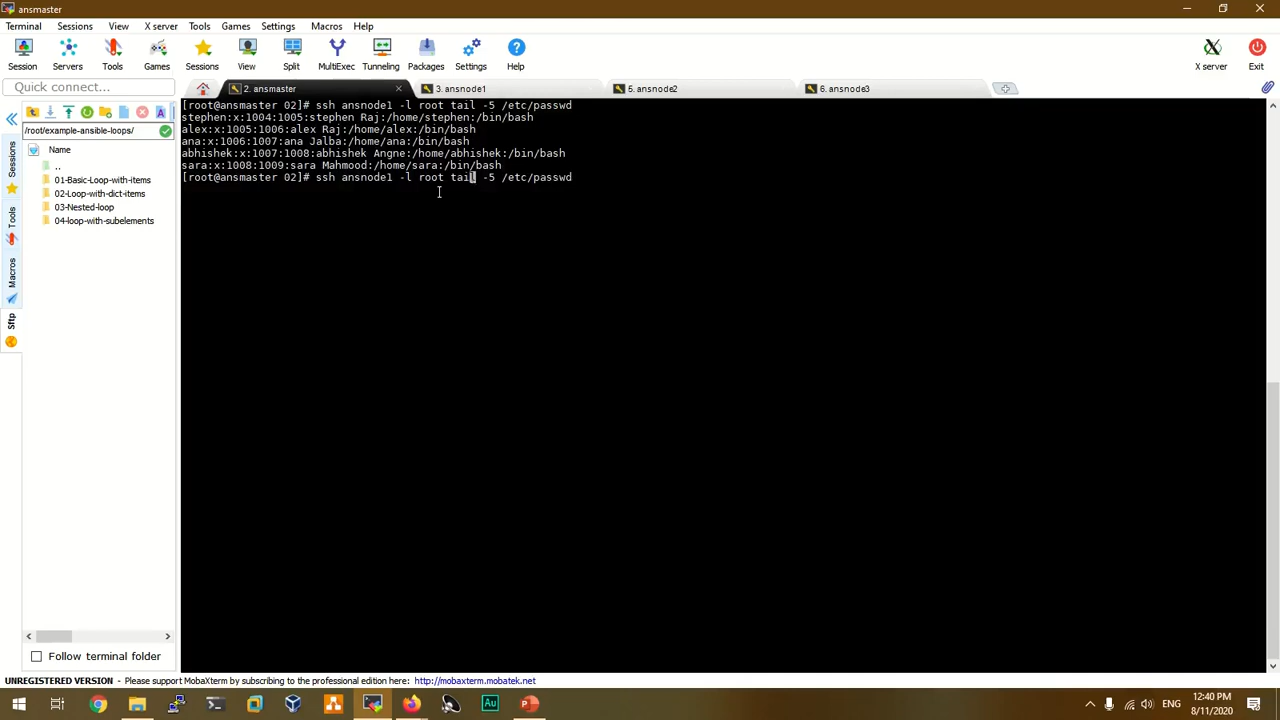 ansmaster
Terminal Sessions View X server Tools Games Settings Macros Help
Session Servers Tools Games Sessions View Split MultiExec Tunneling Packages Settings Help X server Exit
Quick connect...
2. ansmaster
3. ansnode1
5. ansnode2
6. ansnode3
/root/example-ansible-loops/
Name
..
01-Basic-Loop-with-items
02-Loop-with-dict-items
03-Nested-loop
04-loop-with-subelements
Sessions
Tools
Macros
Sftp
[root@ansmaster 02]# ssh ansnode1 -l root tail -5 /etc/passwd
stephen:x:1004:1005:stephen Raj:/home/stephen:/bin/bash
alex:x:1005:1006:alex Raj:/home/alex:/bin/bash
ana:x:1006:1007:ana Jalba:/home/ana:/bin/bash
abhishek:x:1007:1008:abhishek Angne:/home/abhishek:/bin/bash
sara:x:1008:1009:sara Mahmood:/home/sara:/bin/bash
[root@ansmaster 02]# ssh ansnode1 -l root tail -5 /etc/passwd
Follow terminal folder
UNREGISTERED VERSION - Please support MobaXterm by subscribing to the professional edition here: http://mobaxterm.mobatek.net
Au
ENG
12:40 PM
8/11/2020